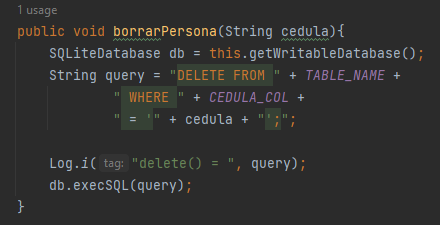 1 usage
public void borrarPersona(String cedula){
SQLiteDatabase db = this.getWritableDatabase();
String query = "DELETE FROM " + TABLE_NAME +
" WHERE " + CEDULA_COL +
" = '" + cedula + "';";
Log.i( tag: "delete() = ", query);
db.execSQL(query);
}